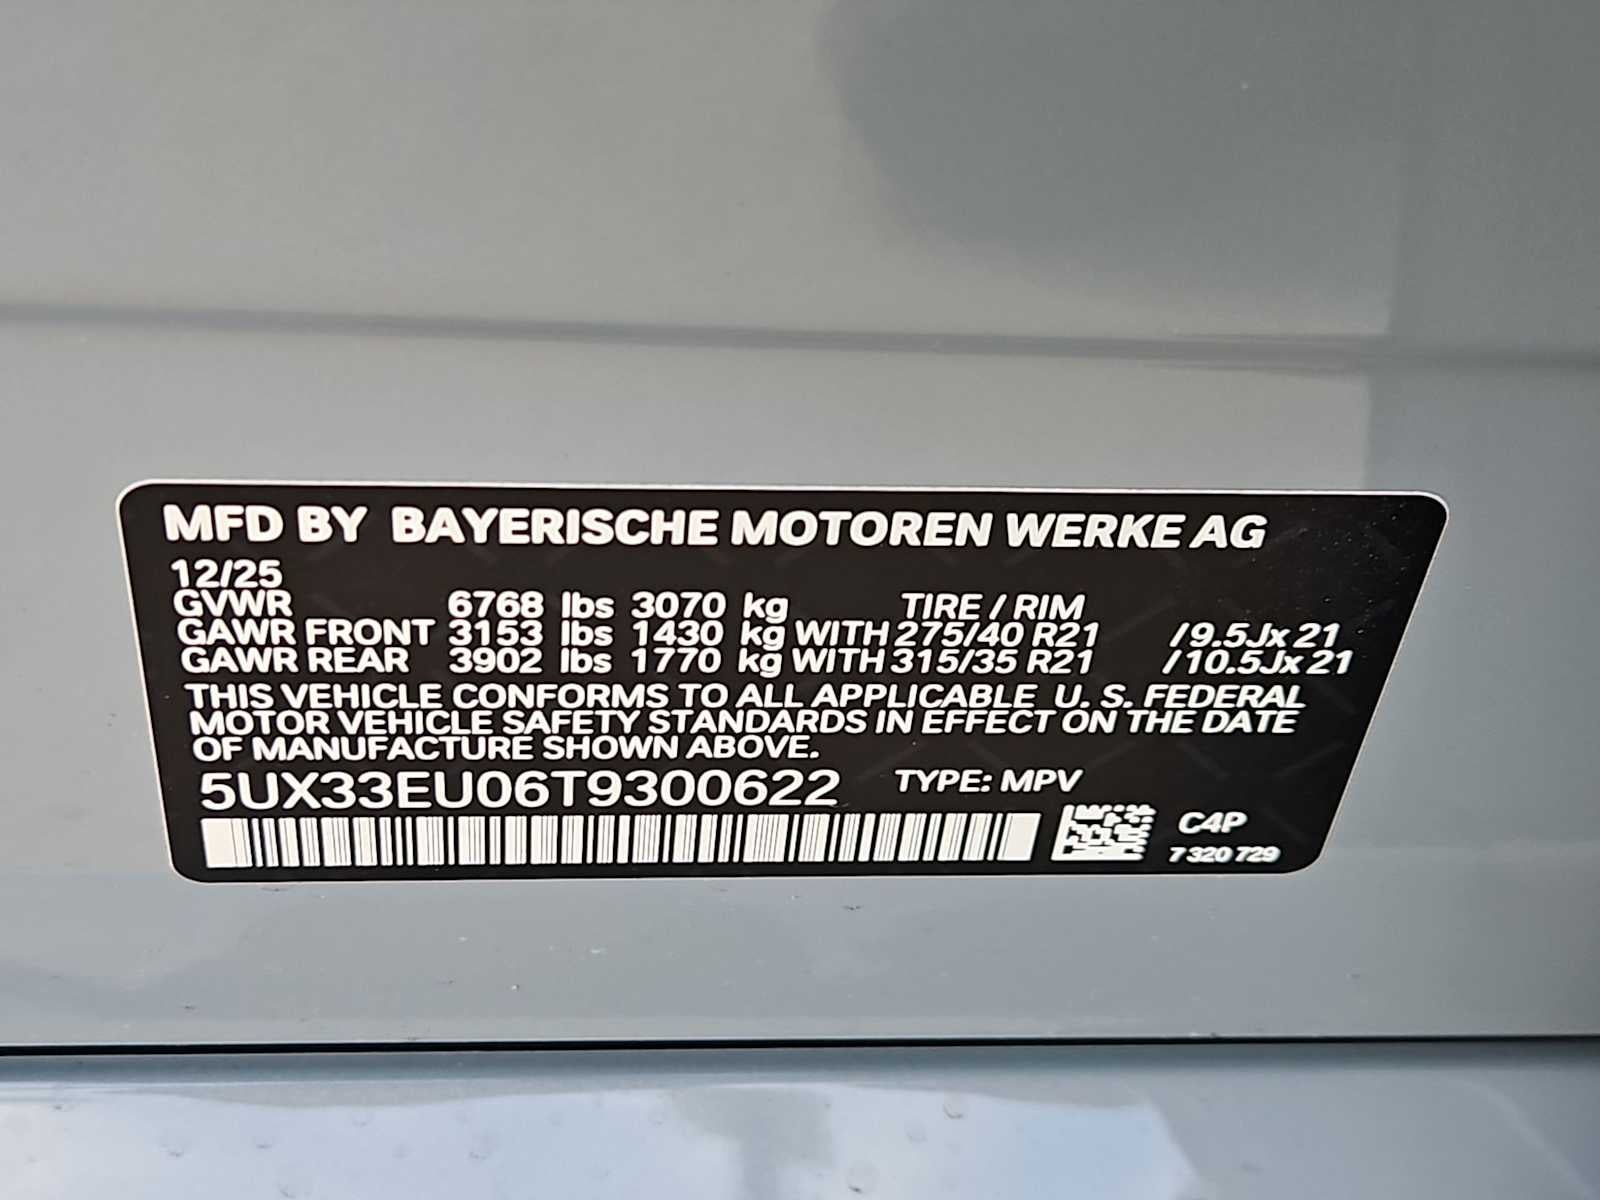 MFD BY BAYERISCHE MOTOREN WERKE AG
12/25
GVWR 6768 lbs 3070 kg TIRE / RIM
GAWR FRONT 3153 lbs 1430 kg WITH 275/40 R21 /9.5Jx21
GAWR REAR 3902 lbs 1770 kg WITH 315/35 R21 /10.5Jx21
THIS VEHICLE CONFORMS TO ALL APPLICABLE U. S. FEDERAL
MOTOR VEHICLE SAFETY STANDARDS IN EFFECT ON THE DATE
OF MANUFACTURE SHOWN ABOVE.
5UX33EU06T9300622 TYPE: MPV
C4P
7 320 729